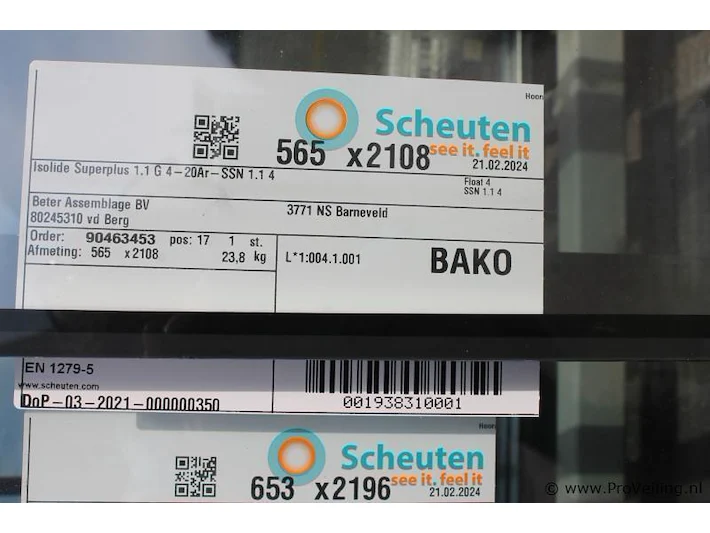 Hoorn
Scheuten
see it. feel it
565 x2108
21.02.2024
Isolide Superplus 1.1 G 4-20Ar-SSN 1.1 4
Float 4
SSN 1.1 4
Beter Assemblage BV
80245310 vd Berg
3771 NS Barneveld
Order: 90463453 pos: 17 1 st.
Afmeting: 565 x2108 23,8 kg
L*1:004.1.001
BAKO
EN 1279-5
www.scheuten.com
DoP-03-2021-000000350
001938310001
Hoorn
Scheuten
see it. feel it
653 x2196
21.02.2024
© www.ProVeiling.nl